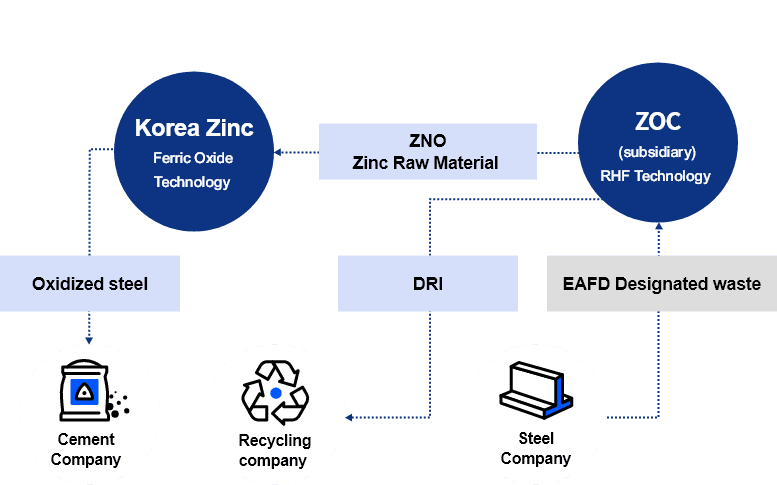 Korea Zinc
Ferric Oxide
Technology
ZNO
Zinc Raw Material
ZOC
(subsidiary)
RHF Technology
Oxidized steel
DRI
EAFD Designated waste
Cement
Company
Recycling
company
Steel
Company